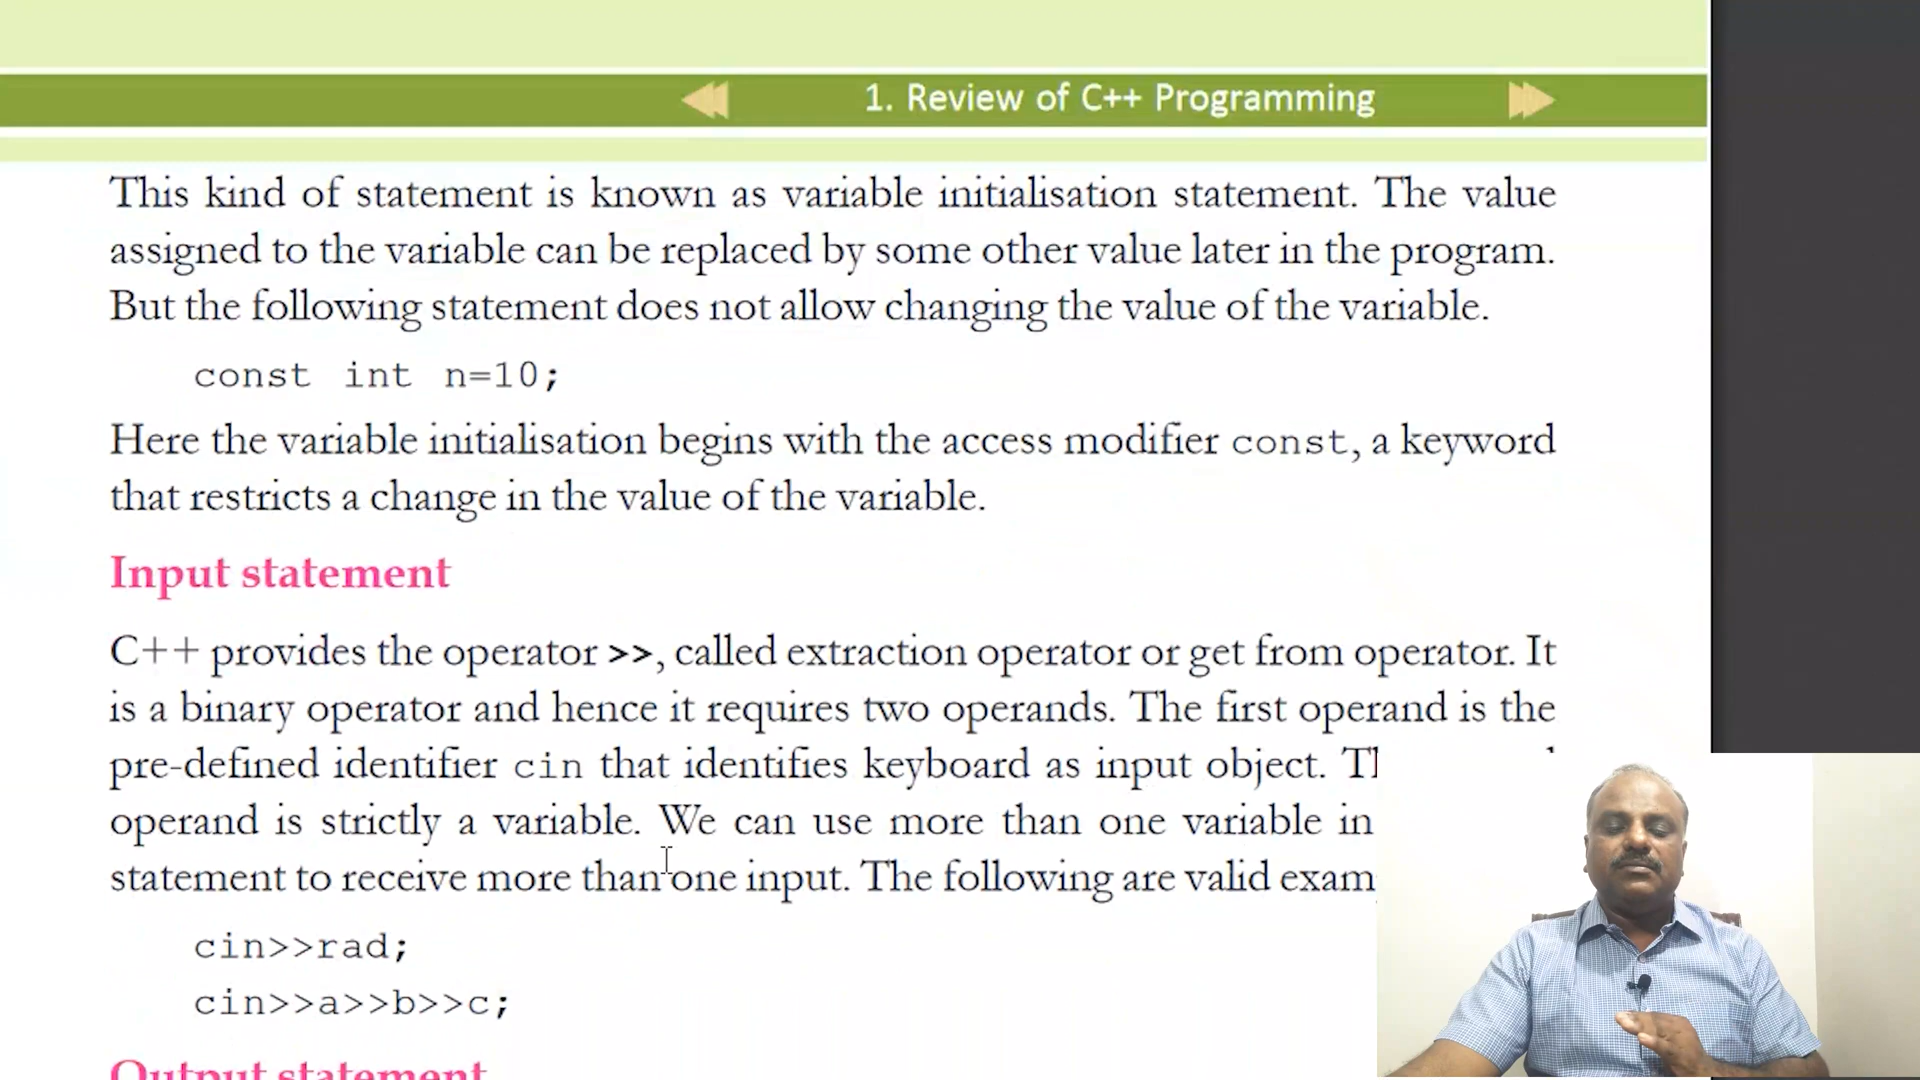 1. Review of C++ Programming
This kind of statement is known as variable initialisation statement. The value
assigned to the variable can be replaced by some other value later in the program.
But the following statement does not allow changing the value of the variable.
const int n=10;
Here the variable initialisation begins with the access modifier const, a keyword
that restricts a change in the value of the variable.
Input statement
C++ provides the operator >>, called extraction operator or get from operator. It
is a binary operator and hence it requires two operands. The first operand is the
pre-defined identifier cin that identifies keyboard as input object.
operand is strictly a variable. We can use more than one variable in
statement to receive more than one input. The following are valid
cin>>rad;
cin>>a>>b>>c;
Output statement